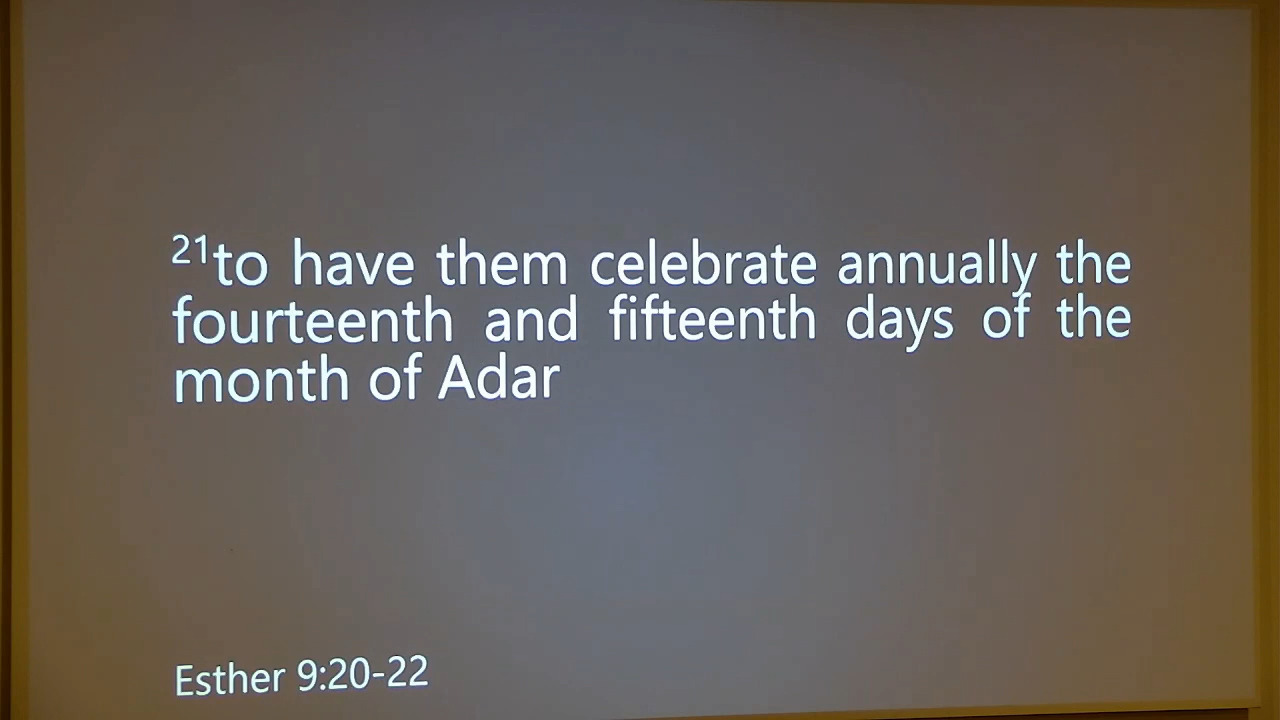 21to have them celebrate annually the
fourteenth and fifteenth days of the
month of Adar
Esther 9:20-22